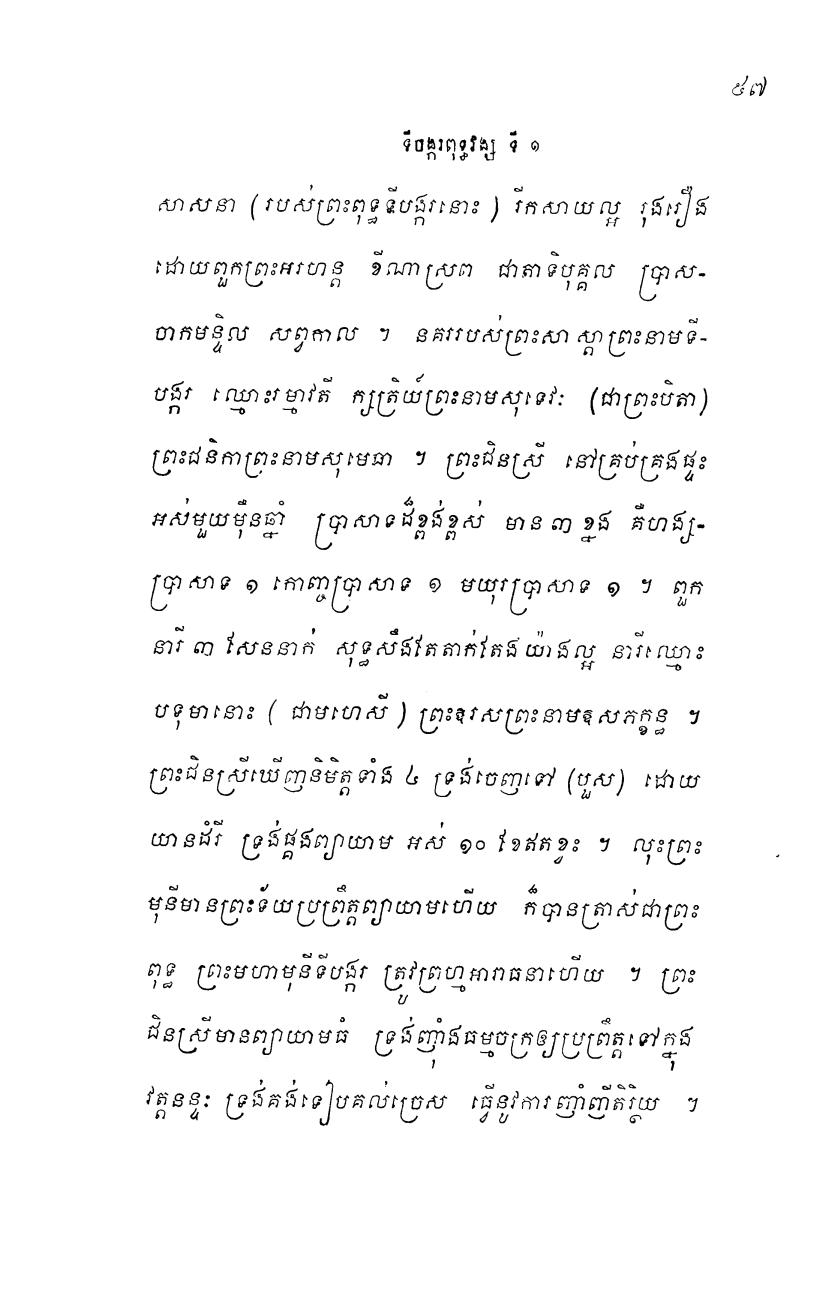 ៥៧
ទីបង្ករពុទ្ធវង្ស ទី ១
សាសនា (របស់ព្រះពុទ្ធទីបង្ករនោះ) រីកសាយល្អ រុងរឿង
ដោយពួកព្រះអរហន្ត ខីណាស្រព ជាតាទិបុគ្គល ប្រាស-
ចាកមន្ទិល សព្វកាល ។ នគររបស់ព្រះសាស្តាព្រះនាមទី-
បង្ករ ឈ្មោះរម្មាវតី ក្សត្រិយ៍ព្រះនាមសុទេវៈ (ជាព្រះបិតា)
ព្រះជនិកាព្រះនាមសុមេធា ។ ព្រះជិនស្រី នៅគ្រប់គ្រងផ្ទះ
អស់មួយម៉ឺនឆ្នាំ ប្រាសាទដ៏ខ្ពង់ខ្ពស់ មាន ៣ ខ្នង គឺហង្ស-
ប្រាសាទ ១ កោញ្ចប្រាសាទ ១ មយុរប្រាសាទ ១ ។ ពួក
នារី ៣ សែននាក់ សុទ្ធសឹងតែតាក់តែងយ៉ាងល្អ នារីឈ្មោះ
បទុមានោះ ( ជាមហេសី ) ព្រះឱរសព្រះនាមឧសភក្ខន្ធ ។
ព្រះជិនស្រីឃើញនិមិត្តទាំង ៤ ទ្រង់ចេញទៅ (បួស) ដោយ
យានដំរី ទ្រង់ផ្គងព្យាយាម អស់ ១០ ខែឥតខ្វះ ។ លុះព្រះ
មុនីមានព្រះទ័យប្រព្រឹត្តព្យាយាមហើយ ក៏បានត្រាស់ជាព្រះ
ពុទ្ធ ព្រះមហាមុនីទីបង្ករ ត្រូវព្រហ្មអារាធនាហើយ ។ ព្រះ
ជិនស្រីមានព្យាយាមធំ ទ្រង់ញ៉ាំងធម្មចក្រឲ្យប្រព្រឹត្តទៅក្នុង
វត្តនន្ទៈ ទ្រង់គង់ទៀបគល់ច្រេស ធ្វើនូវការញាំញីតិរ្ថិយ ។